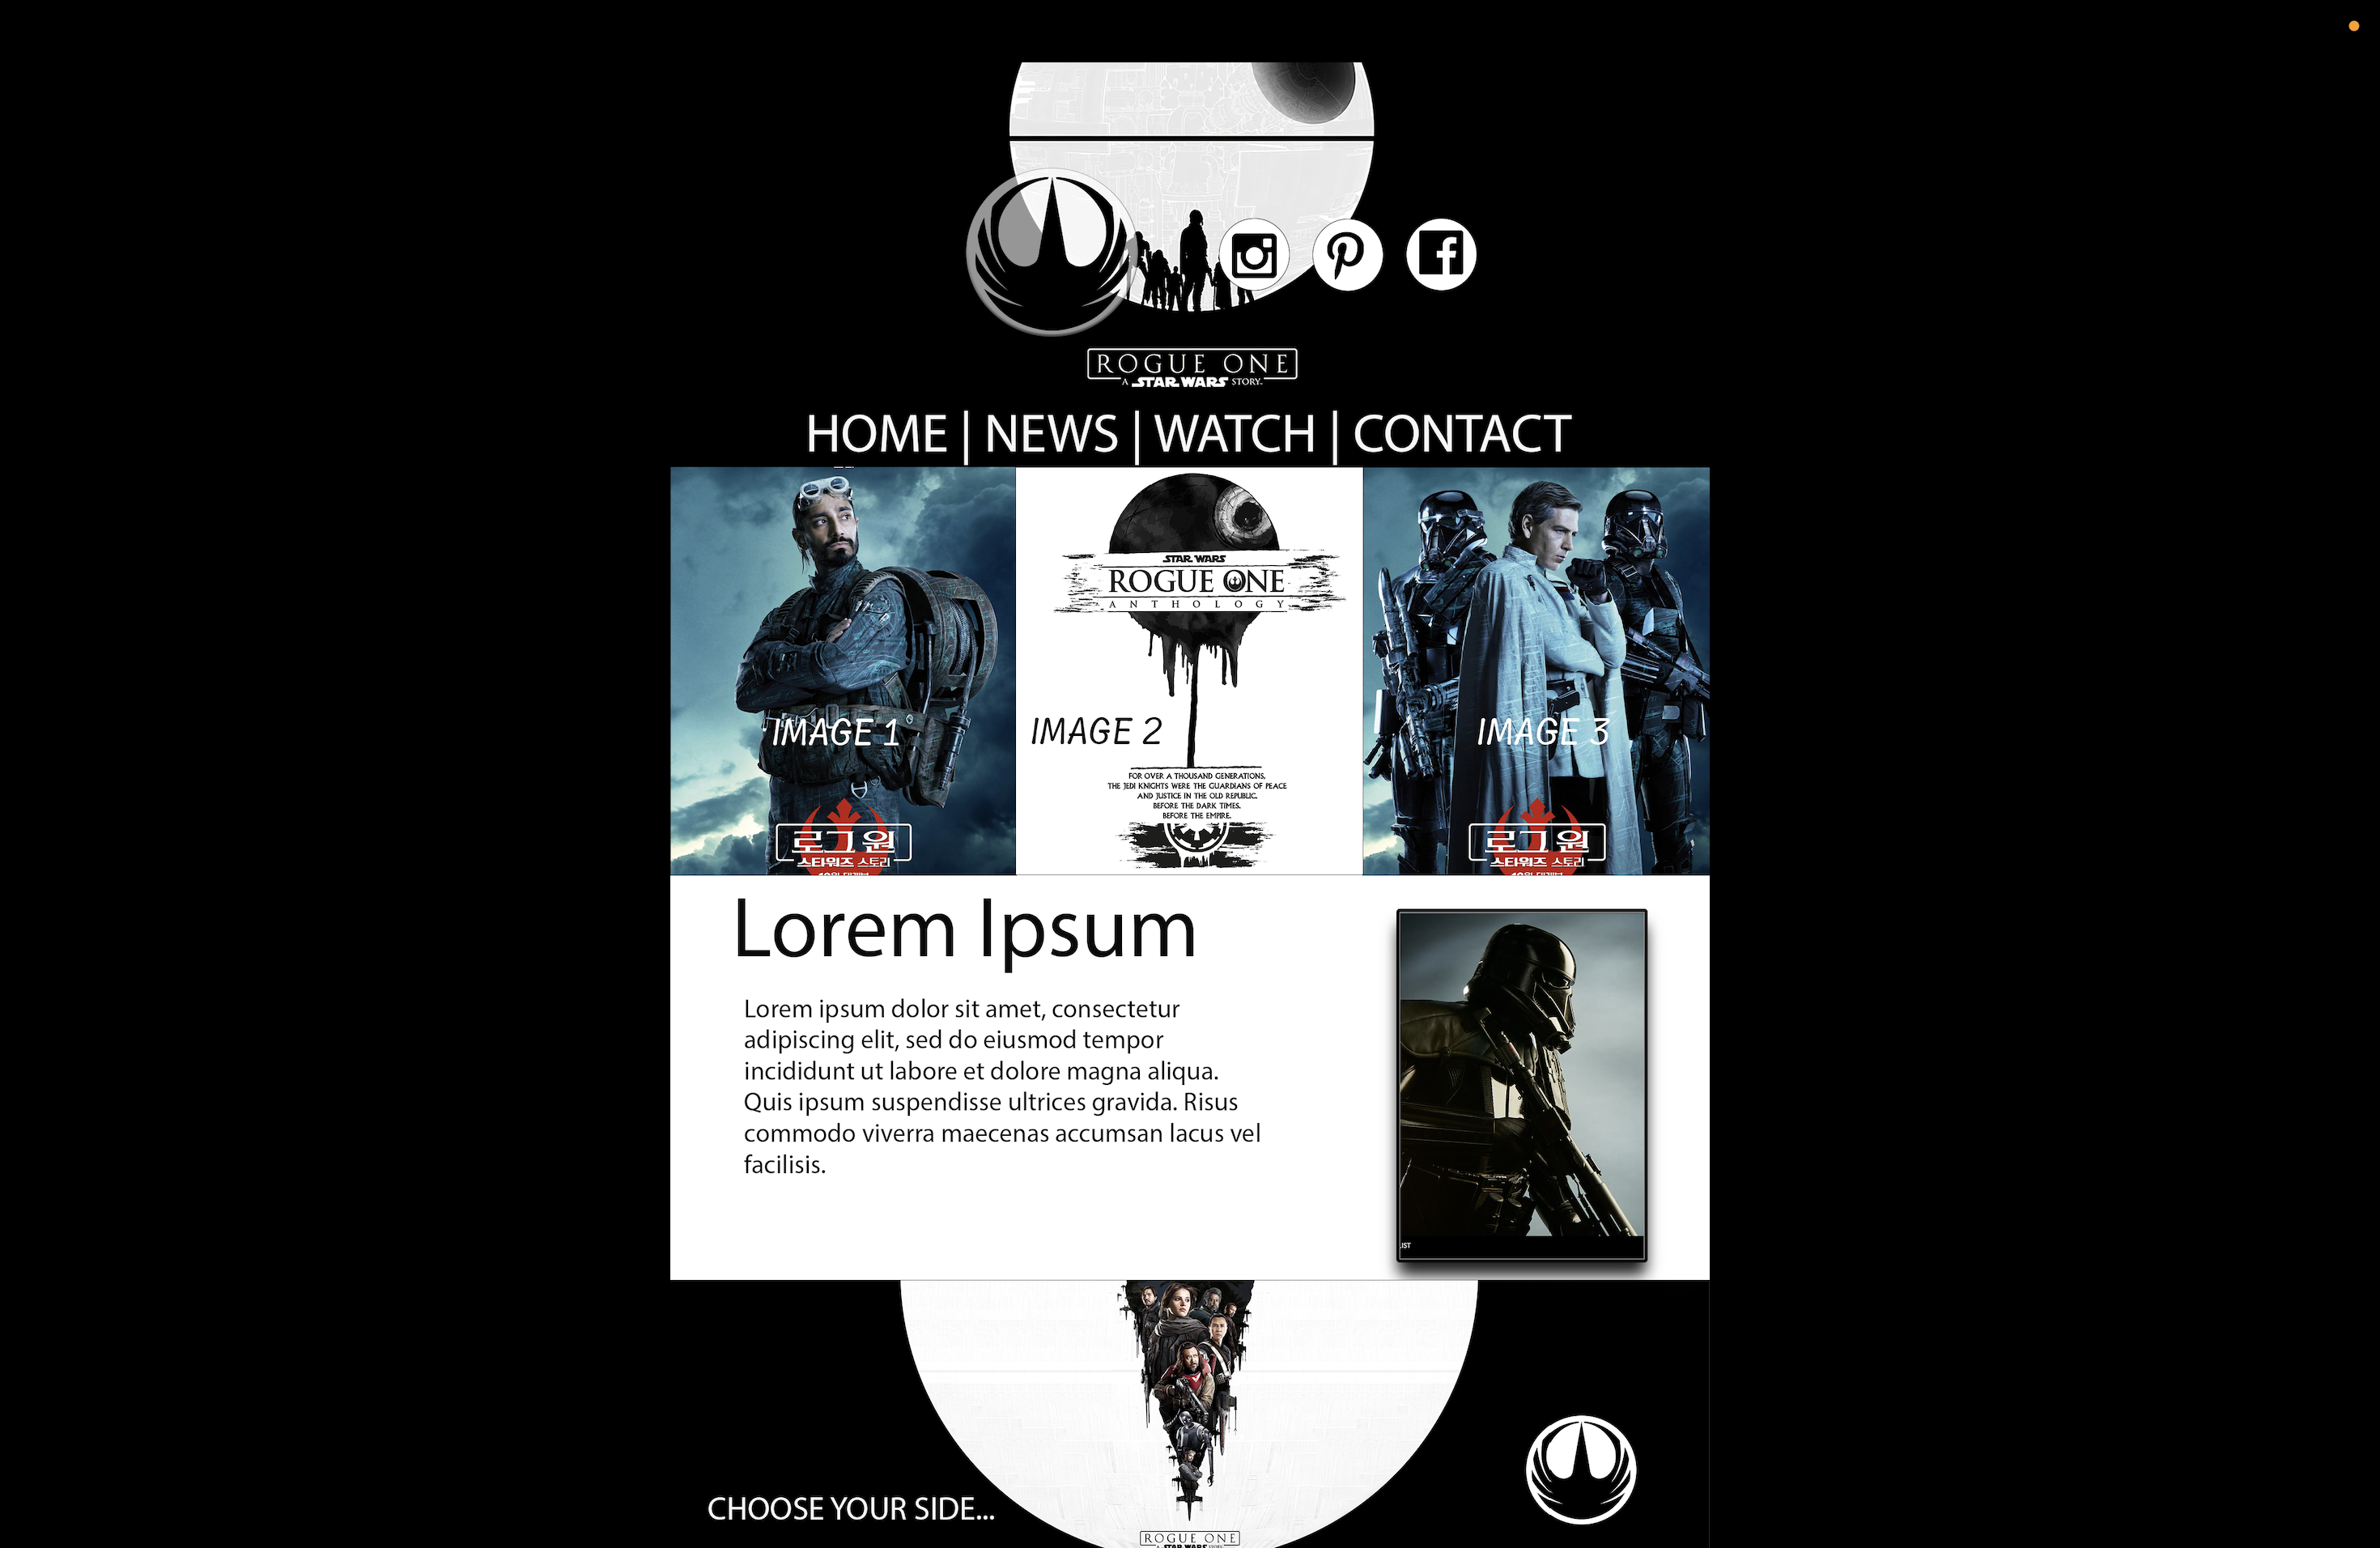 ROGUE ONE
A STAR WARS STORY
HOME | NEWS | WATCH | CONTACT
IMAGE 1
로그 원
스타워즈 스토리
STAR WARS
ROGUE ONE
ANTHOLOGY
IMAGE 2
FOR OVER A THOUSAND GENERATIONS,
THE JEDI KNIGHTS WERE THE GUARDIANS OF PEACE
AND JUSTICE IN THE OLD REPUBLIC.
BEFORE THE DARK TIMES.
BEFORE THE EMPIRE.
IMAGE 3
로그 원
스타워즈 스토리
Lorem Ipsum
Lorem ipsum dolor sit amet, consectetur
adipiscing elit, sed do eiusmod tempor
incididunt ut labore et dolore magna aliqua.
Quis ipsum suspendisse ultrices gravida. Risus
commodo viverra maecenas accumsan lacus vel
facilisis.
IST
CHOOSE YOUR SIDE...
ROGUE ONE